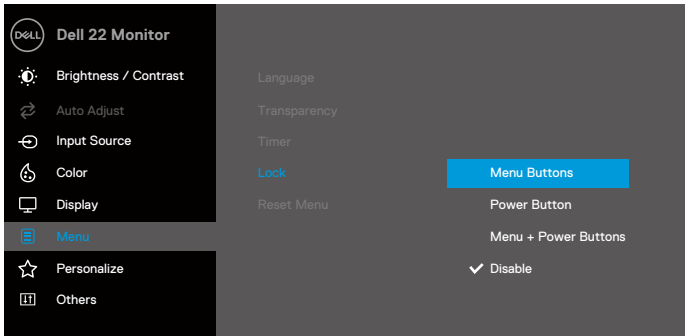 DELL
Dell 22 Monitor
Brightness / Contrast
Auto Adjust
Input Source
Color
Display
Menu
Personalize
Others
Language
Transparency
Timer
Lock
Reset Menu
Menu Buttons
Power Button
Menu + Power Buttons
Disable